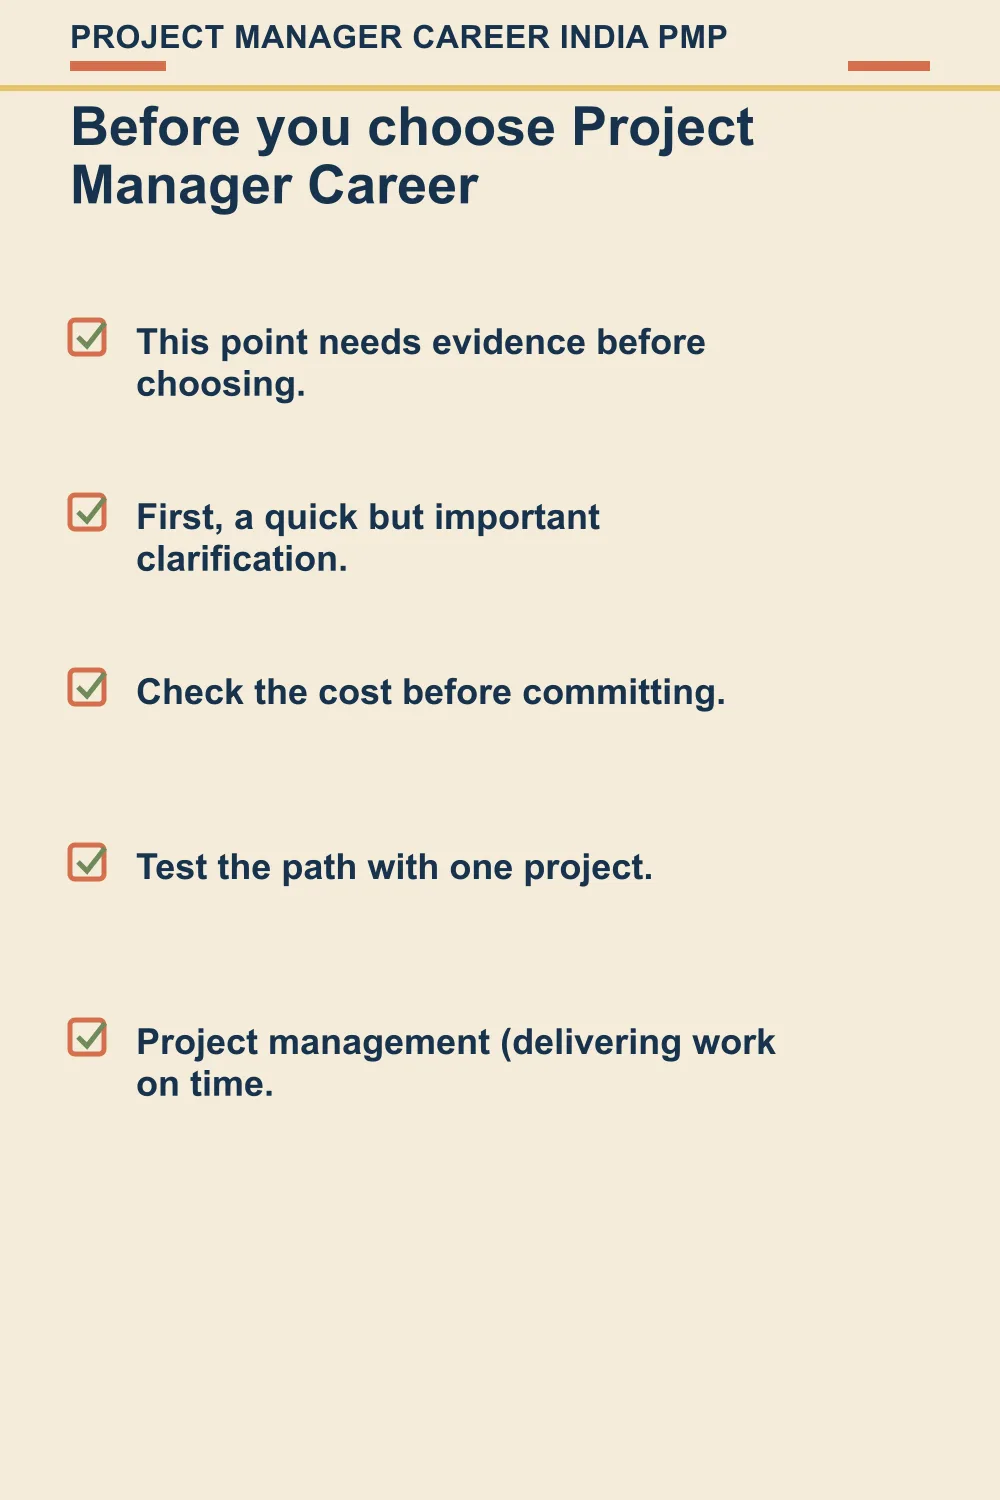 PROJECT MANAGER CAREER INDIA PMP
Before you choose Project
Manager Career
This point needs evidence before
choosing.
First, a quick but important
clarification.
Check the cost before committing.
Test the path with one project.
Project management (delivering work
on time.